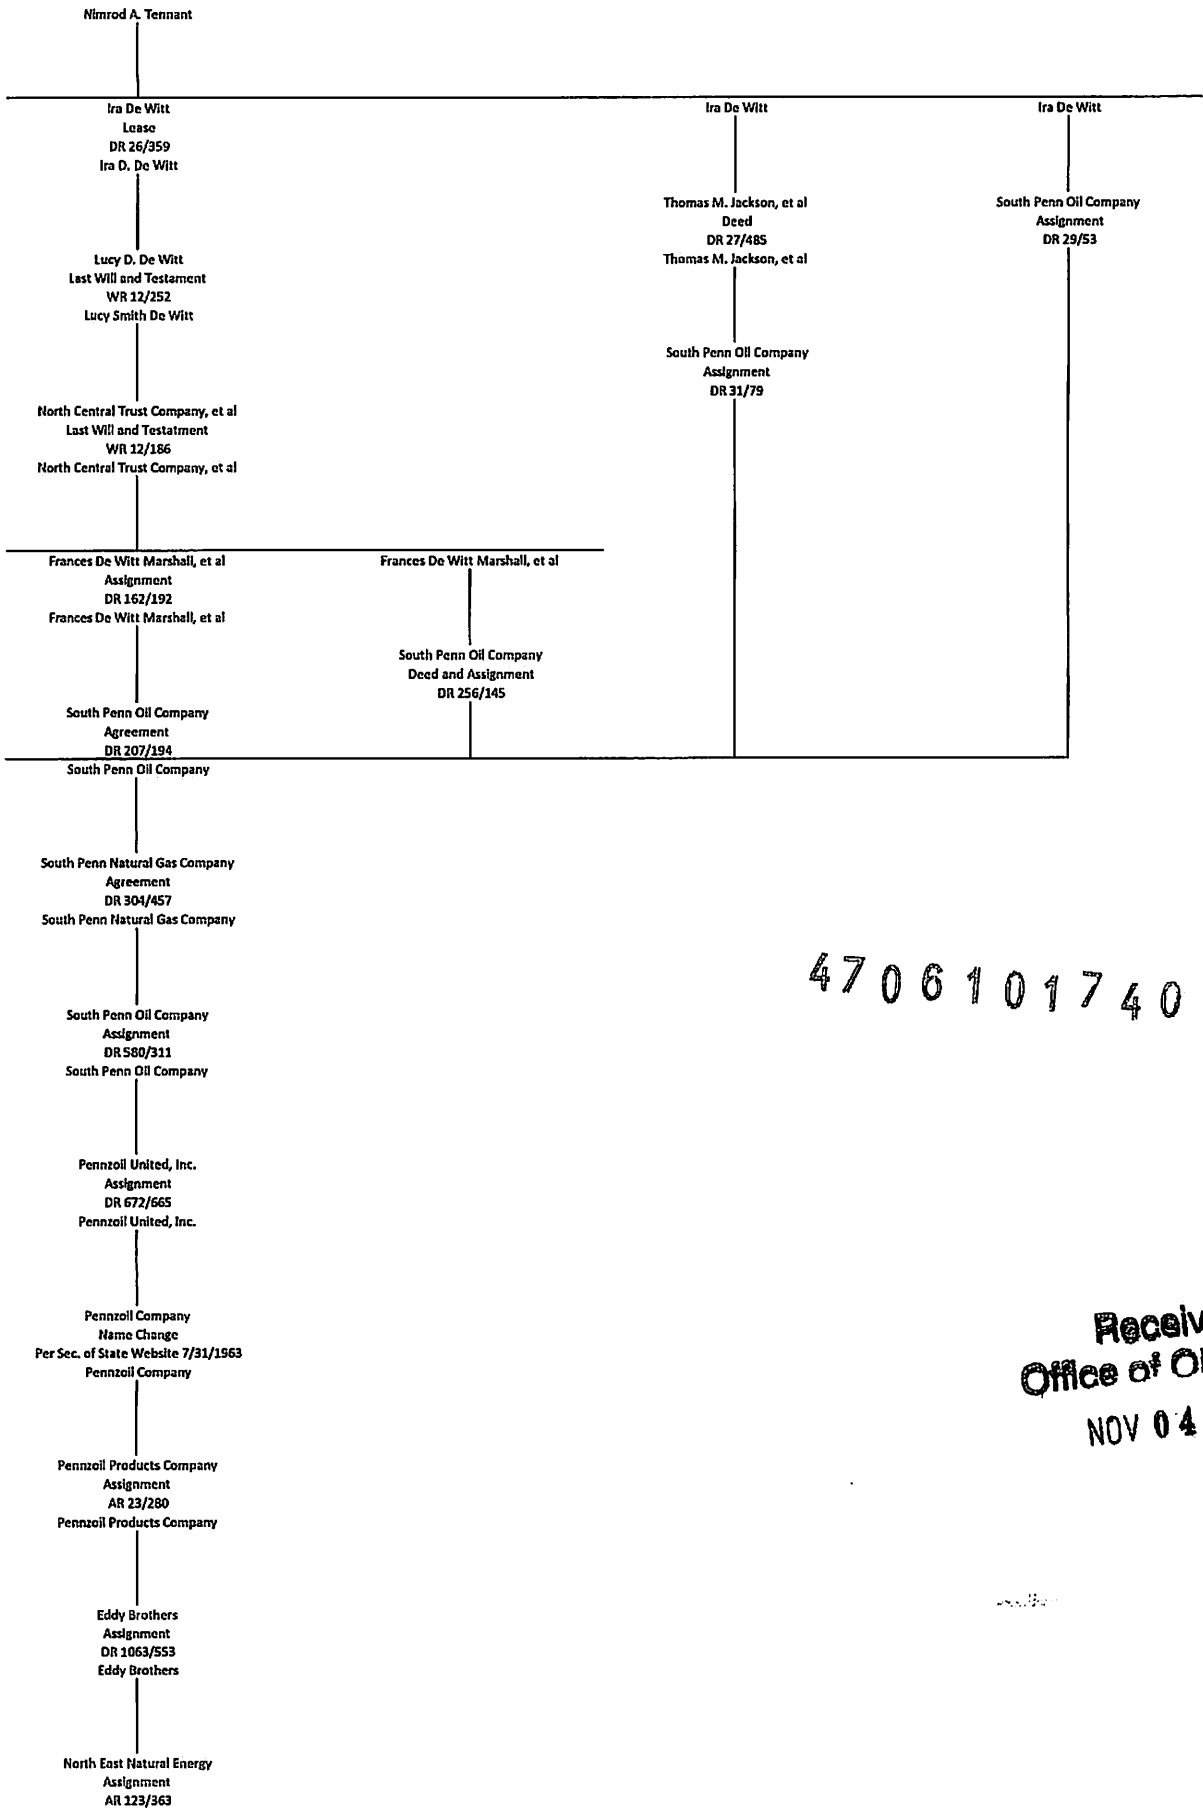 Nimrod A. Tennant
Ira De Witt
Lease
DR 26/359
Ira D. De Witt
Lucy D. De Witt
Last Will and Testament
WR 12/252
Lucy Smith De Witt
North Central Trust Company, et al
Last Will and Testatment
WR 12/186
North Central Trust Company, et al
Frances De Witt Marshall, et al
Assignment
DR 162/192
Frances De Witt Marshall, et al
South Penn Oil Company
Agreement
DR 207/194
Frances De Witt Marshall, et al
South Penn Oil Company
Deed and Assignment
DR 256/145
Ira De Witt
Thomas M. Jackson, et al
Deed
DR 27/485
Thomas M. Jackson, et al
South Penn Oil Company
Assignment
DR 31/79
Ira De Witt
South Penn Oil Company
Assignment
DR 29/53
South Penn Oil Company
South Penn Natural Gas Company
Agreement
DR 304/457
South Penn Natural Gas Company
South Penn Oil Company
Assignment
DR 580/311
South Penn Oil Company
Pennzoil United, Inc.
Assignment
DR 672/665
Pennzoil United, Inc.
Pennzoil Company
Name Change
Per Sec. of State Website 7/31/1963
Pennzoil Company
Pennzoil Products Company
Assignment
AR 23/280
Pennzoil Products Company
Eddy Brothers
Assignment
DR 1063/553
Eddy Brothers
North East Natural Energy
Assignment
AR 123/363
4706101740
Receiv
Office of Oi
NOV 04